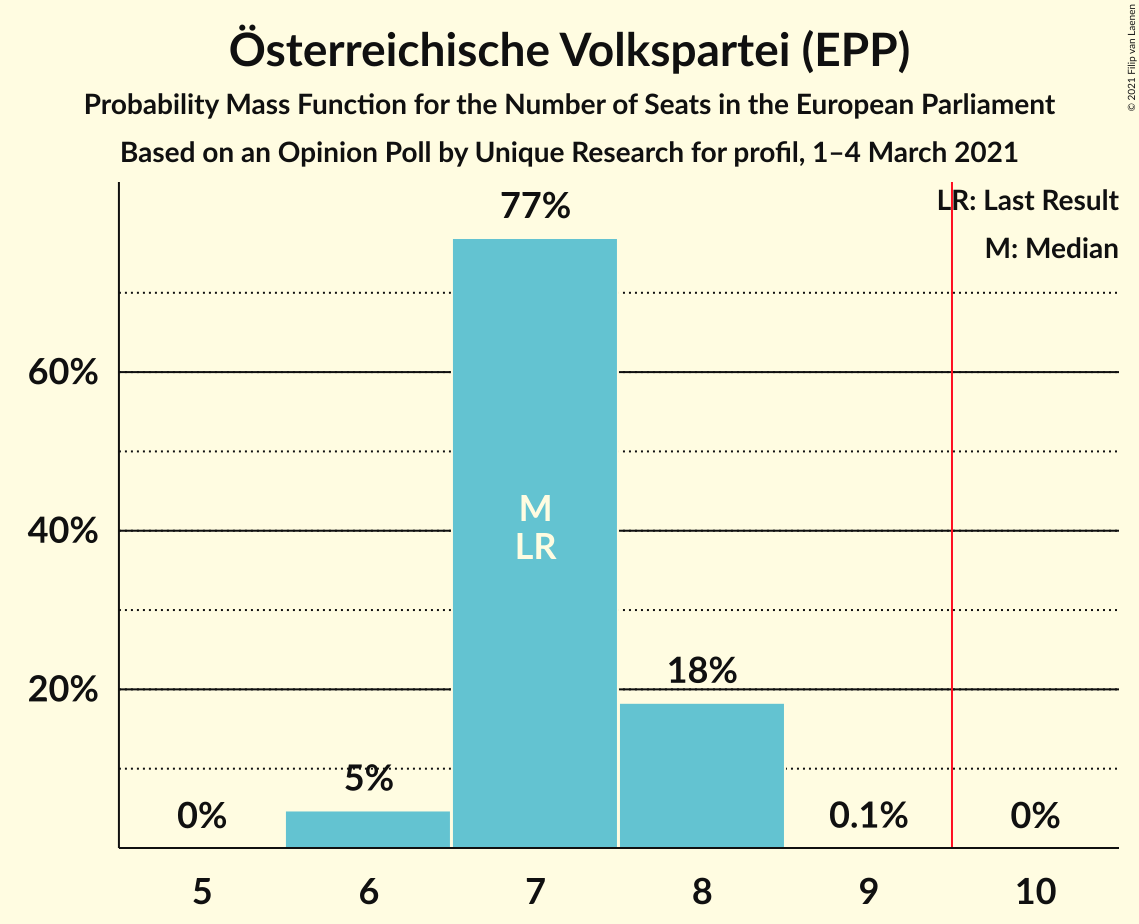 Österreichische Volkspartei (EPP)
Probability Mass Function for the Number of Seats in the European Parliament
Based on an Opinion Poll by Unique Research for profil, 1–4 March 2021
© 2021 Filip van Laenen
LR: Last Result
M: Median
77%
60%
M
40%
LR
18%
20%
5%
0%
0.1%
0%
5
6
7
8
9
10